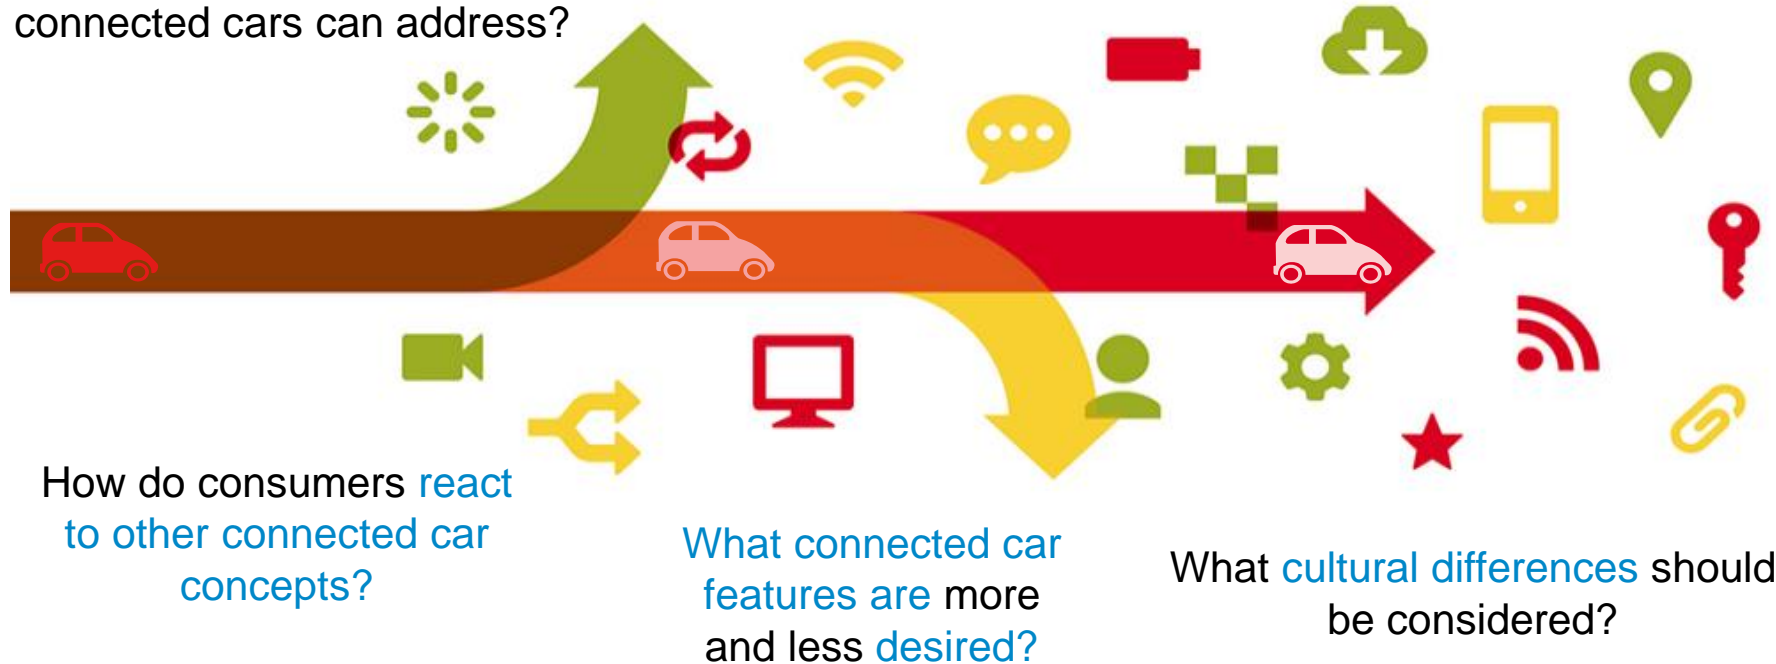 connected cars can address?
How do consumers react
to other connected car
concepts?
What connected car
features are more
and less desired?
What cultural differences should
be considered?